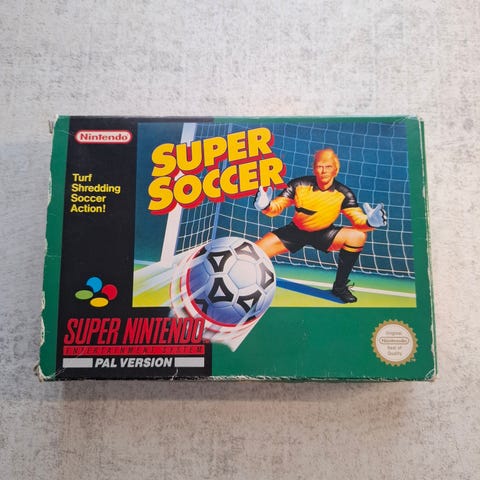 Nintendo
SUPER
SOCCER
Turf
Shredding
Soccer
Action!
SUPER NINTENDO
ENTERTAINMENT SYSTEM
PAL VERSION
Original
Nintendo
Seal of
Quality